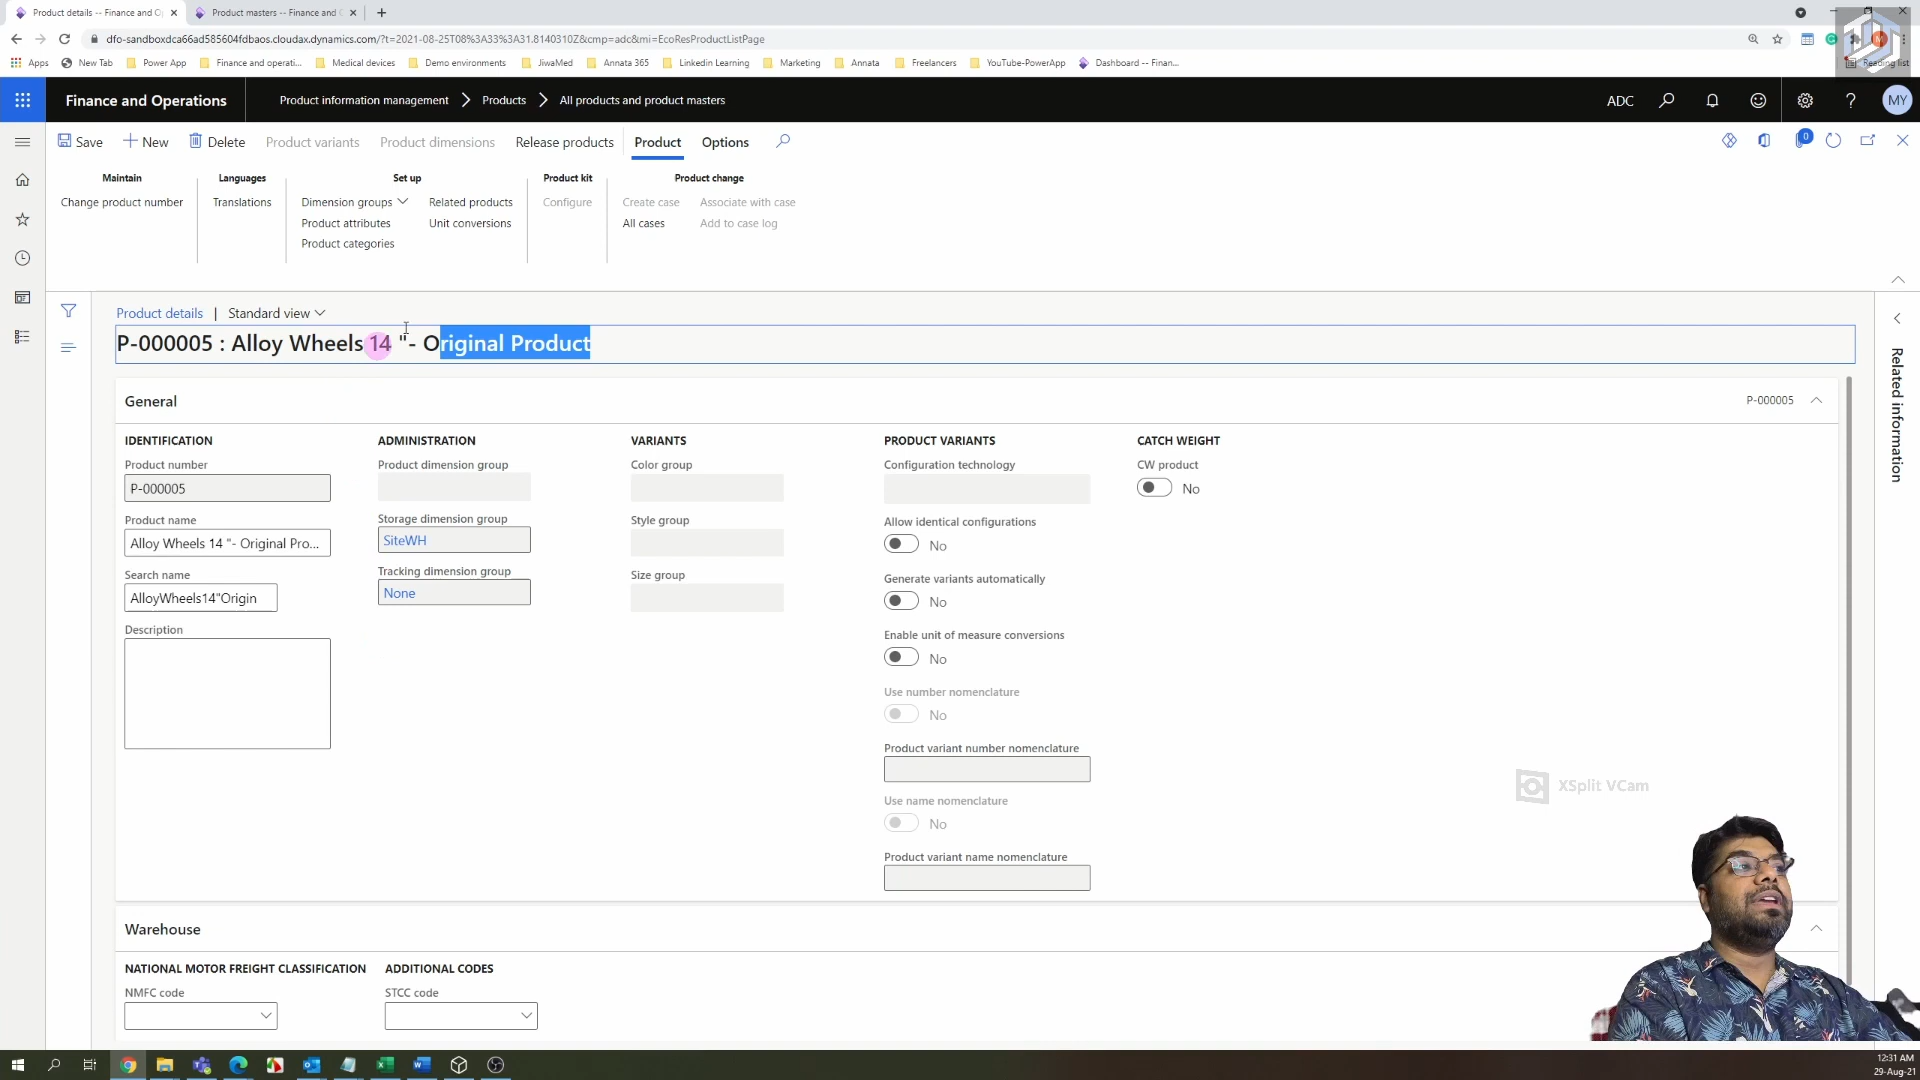 Product details -- Finance and O
Product masters -- Finance and
dfo-sandboxdca66ad585604fdbaos.cloudax.dynamics.com/?t=2021-08-25T08%3A33%3A31.8140310Z&cmp=adc&mi=EcoResProductListPage
Apps New Tab Power App Finance and operati... Medical devices Demo environments JiwaMed Annata 365 Linkedin Learning Marketing Annata Freelancers YouTube-PowerApp Dashboard -- Finan... Reading list
Finance and Operations Product information management Products All products and product masters ADC ? MY
Save New Delete Product variants Product dimensions Release products Product Options 0
Maintain Languages Set up Product kit Product change
Change product number Translations Dimension groups Related products Configure Create case Associate with case
Product attributes Unit conversions All cases Add to case log
Product categories
Product details | Standard view
P-000005 : Alloy Wheels 14 "- Original Product
Related information
General P-000005
IDENTIFICATION ADMINISTRATION VARIANTS PRODUCT VARIANTS CATCH WEIGHT
Product number Product dimension group Color group Configuration technology CW product
P-000005 No
Product name Storage dimension group Style group Allow identical configurations
Alloy Wheels 14 "- Original Pro... SiteWH No
Search name Tracking dimension group Size group Generate variants automatically
AlloyWheels14"Origin None No
Description Enable unit of measure conversions
No
Use number nomenclature
No
Product variant number nomenclature
XSplit VCam
Use name nomenclature
No
Product variant name nomenclature
Warehouse
NATIONAL MOTOR FREIGHT CLASSIFICATION ADDITIONAL CODES
NMFC code STCC code
12:31 AM
29-Aug-21